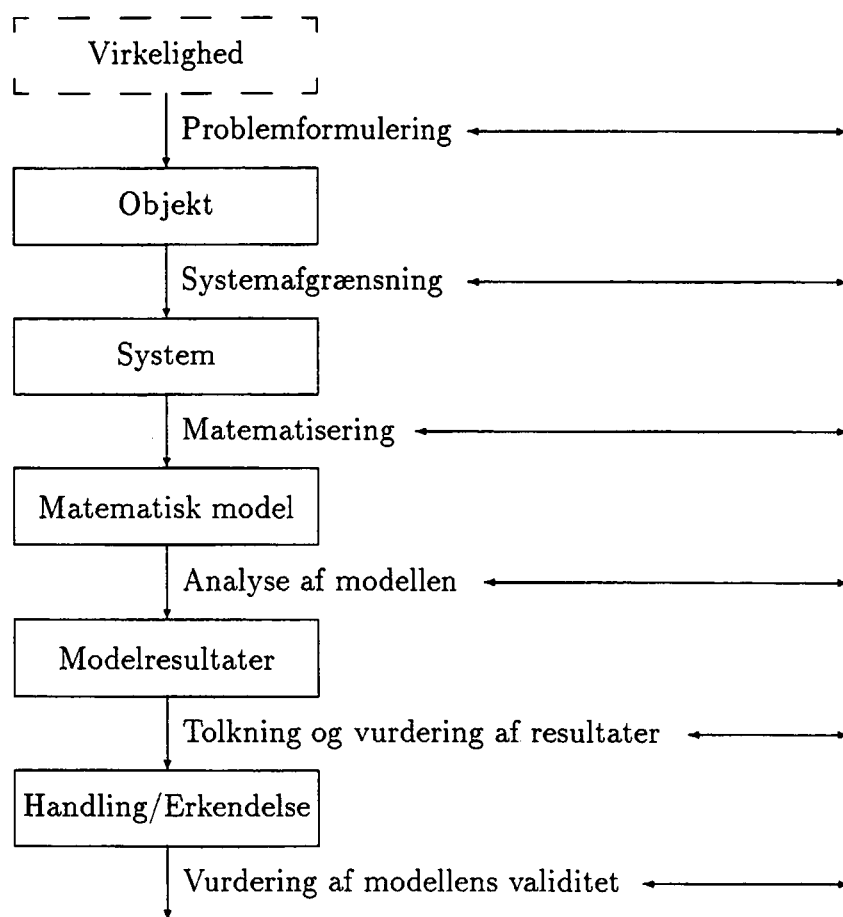 Virkelighed
Problemformulering
Objekt
Systemafgrænsning
System
Matematisering
Matematisk model
Analyse af modellen
Modelresultater
Tolkning og vurdering af resultater
Handling/Erkendelse
Vurdering af modellens validitet